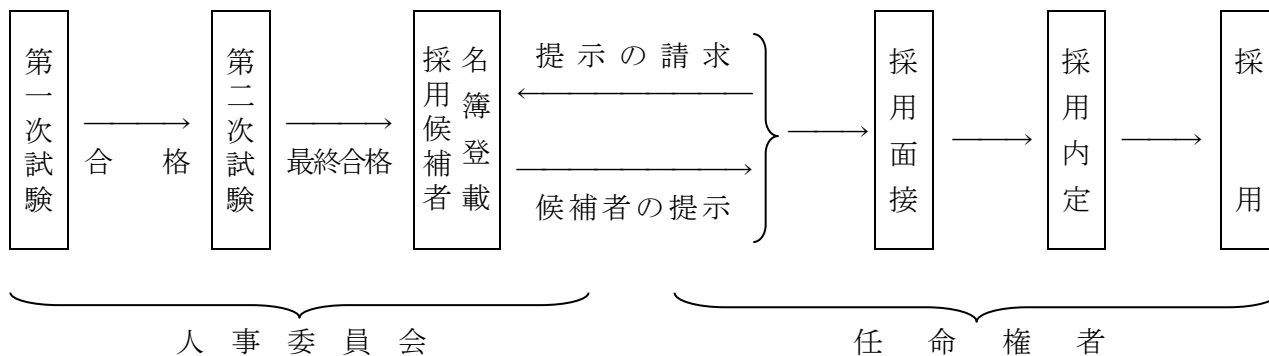 第一次試験
合格
第二次試験
最終合格
採用候補者
名簿登載
提示の請求
候補者の提示
採用面接
採用内定
採用
人事委員会
任命権者